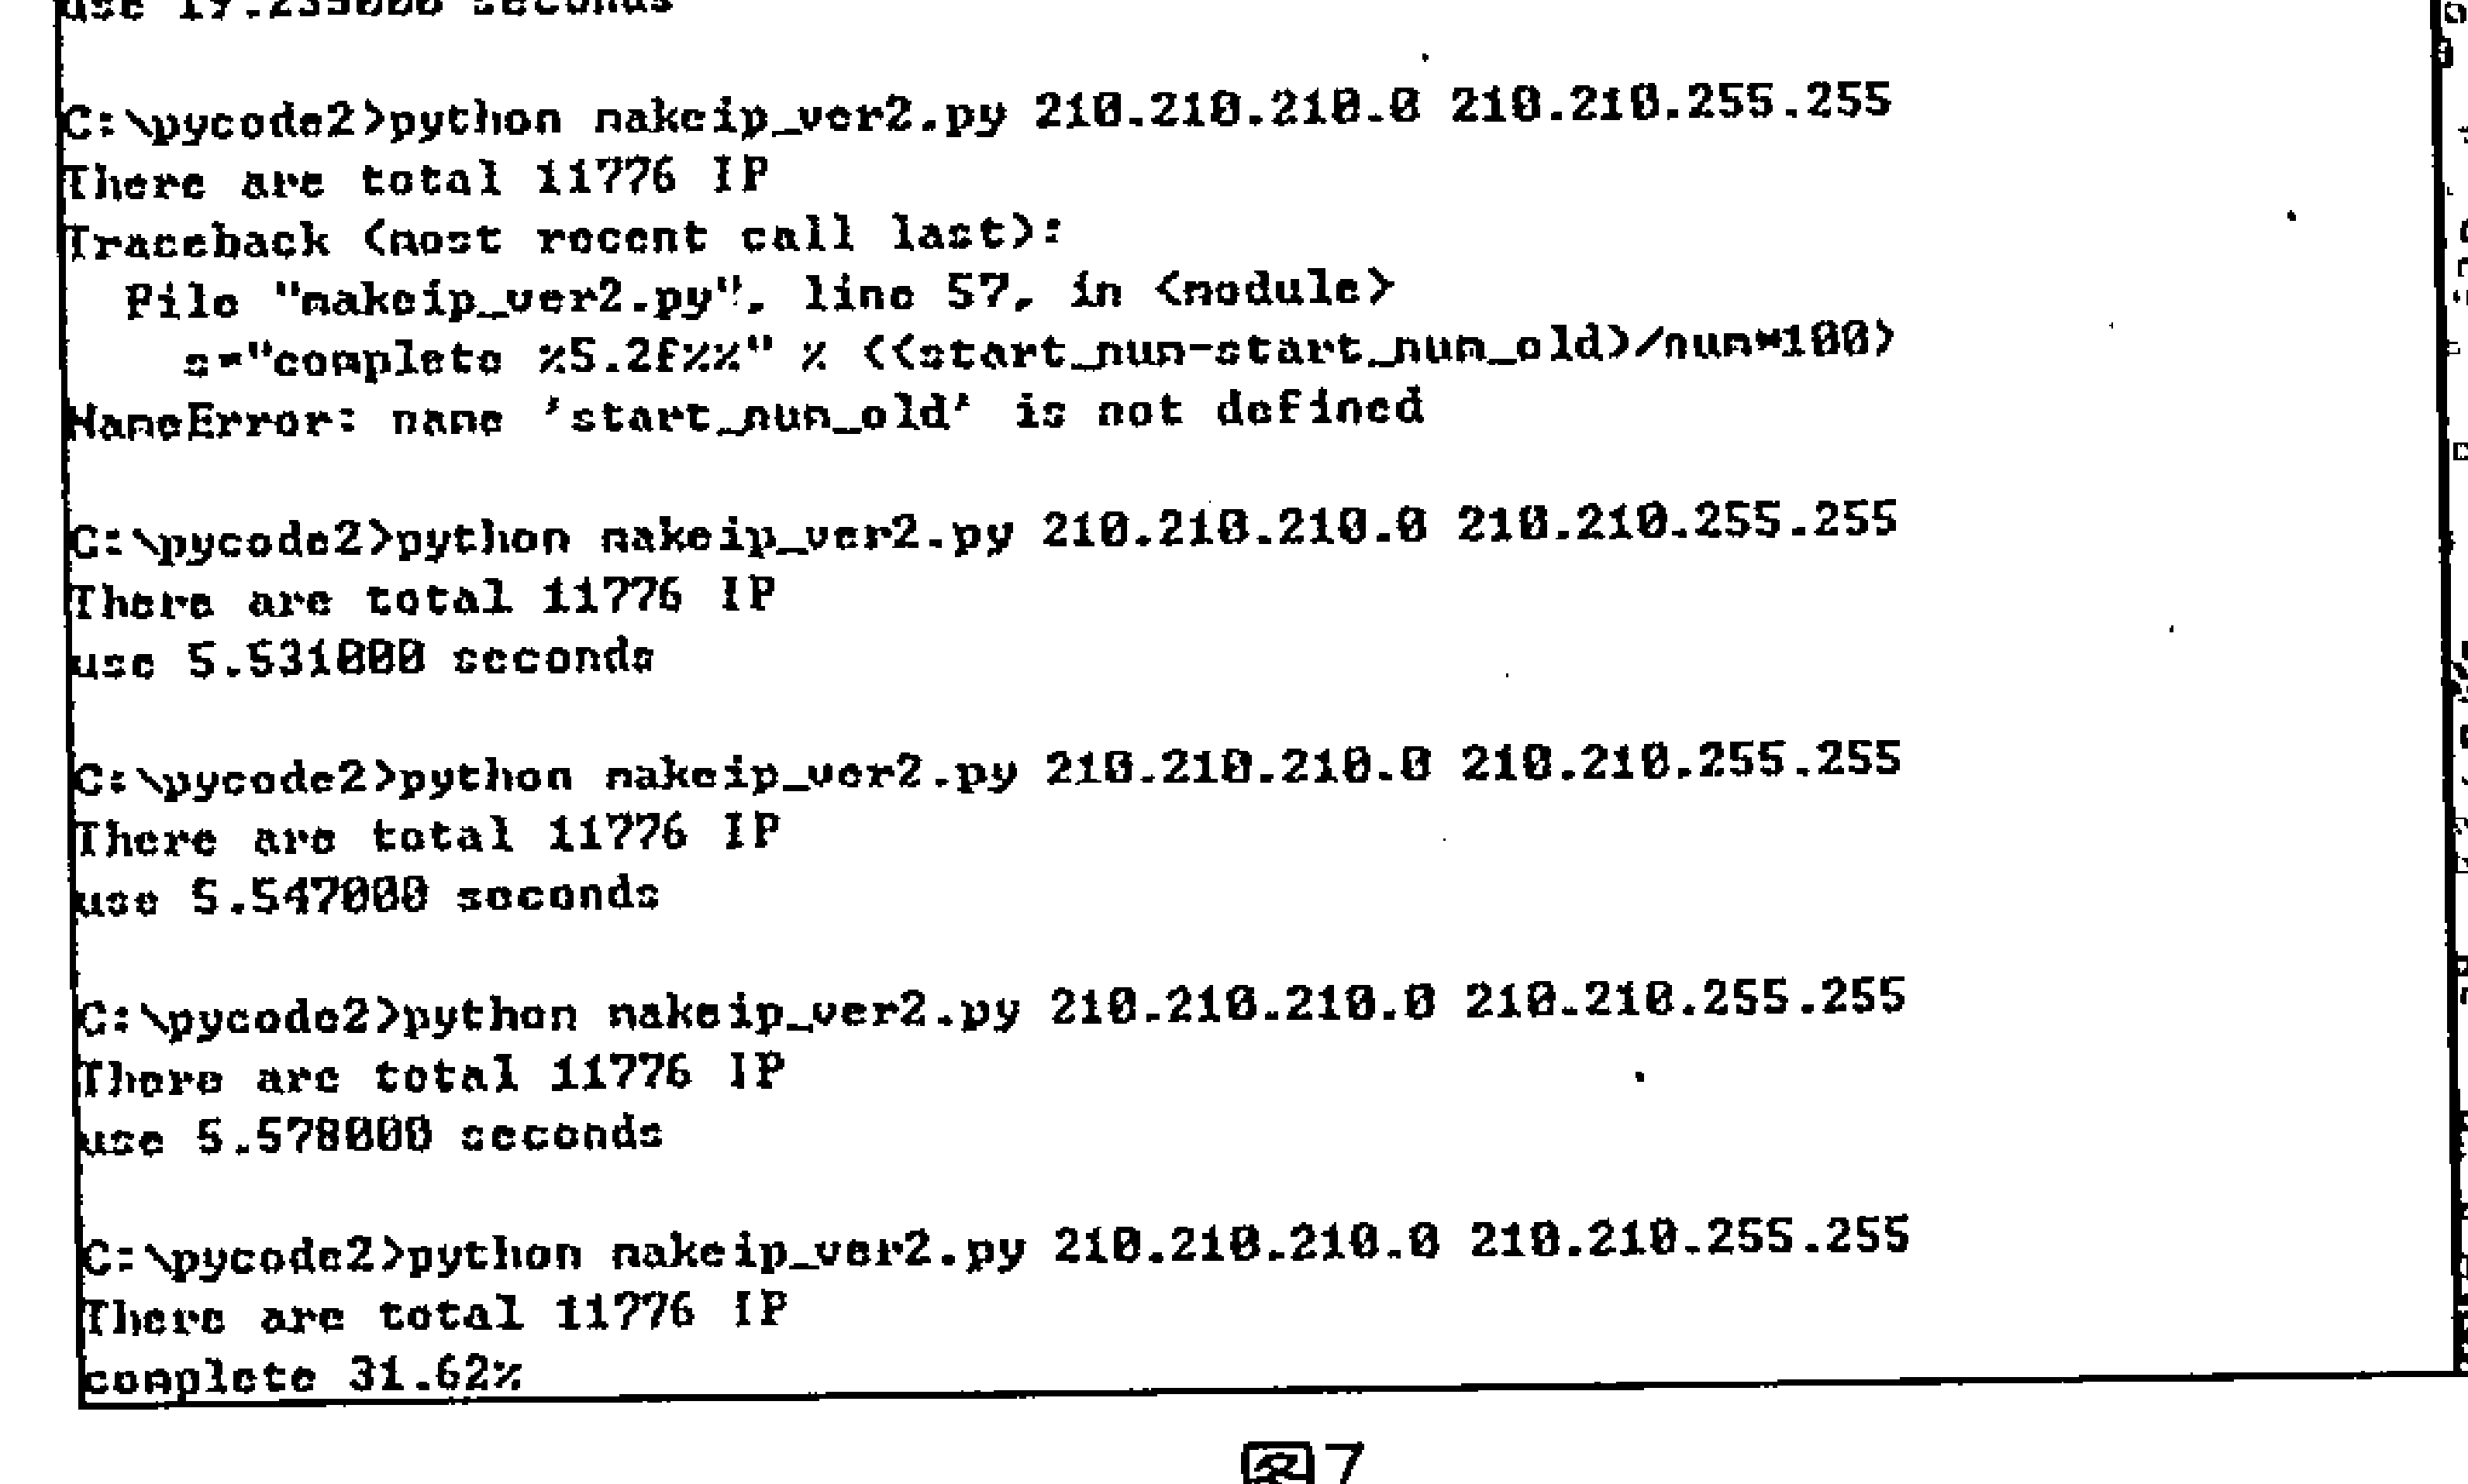 use 19.235000 seconds
C:\pycode2>python makeip_ver2.py 210.210.210.0 210.210.255.255
There are total 11776 IP
Traceback (most recent call last):
  File "makeip_ver2.py", line 57, in <module>
    s="complete %5.2f%%" % ((start_num-start_num_old)/num*100)
NameError: name 'start_num_old' is not defined
C:\pycode2>python makeip_ver2.py 210.210.210.0 210.210.255.255
There are total 11776 IP
use 5.531000 seconds
C:\pycode2>python makeip_ver2.py 210.210.210.0 210.210.255.255
There are total 11776 IP
use 5.547000 seconds
C:\pycode2>python makeip_ver2.py 210.210.210.0 210.210.255.255
There are total 11776 IP
use 5.578000 seconds
C:\pycode2>python makeip_ver2.py 210.210.210.0 210.210.255.255
There are total 11776 IP
complete 31.62%
图7